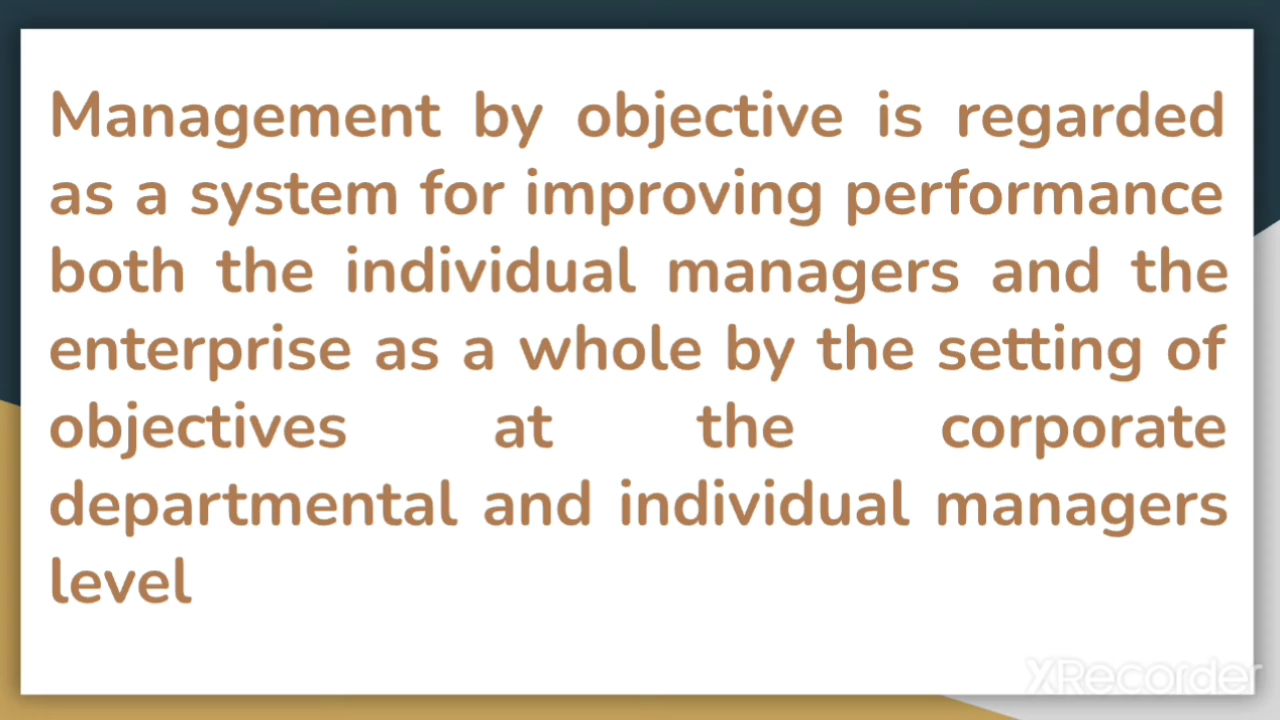 Management by objective is regarded
as a system for improving performance
both the individual managers and the
enterprise as a whole by the setting of
objectives at the corporate
departmental and individual managers
level
XRecorder